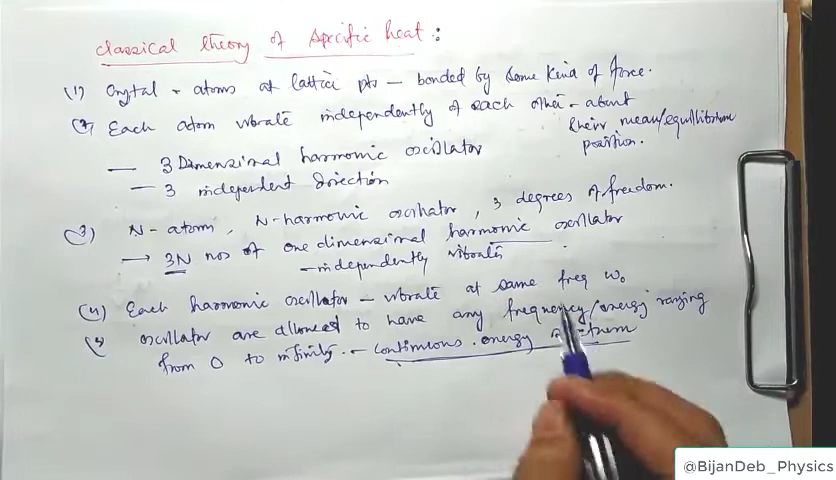 classical theory of specific heat :
(1) Crystal - atoms at lattice pts - bonded by some kind of force.
(2) Each atom vibrate independently of each other - about
their mean/equilibrium
position.
— 3 Dimensional harmonic oscillator
— 3 independent direction
(3) N-atoms, N-harmonic oscillator, 3 degrees of freedom.
→ 3N nos of one dimensional harmonic oscillator
- independently vibrate
(4) Each harmonic oscillator - vibrate at same freq ω₀
oscillator are allowed to have any frequency/energy ranging
from 0 to infinity. - continuous energy
@BijanDeb_Physics